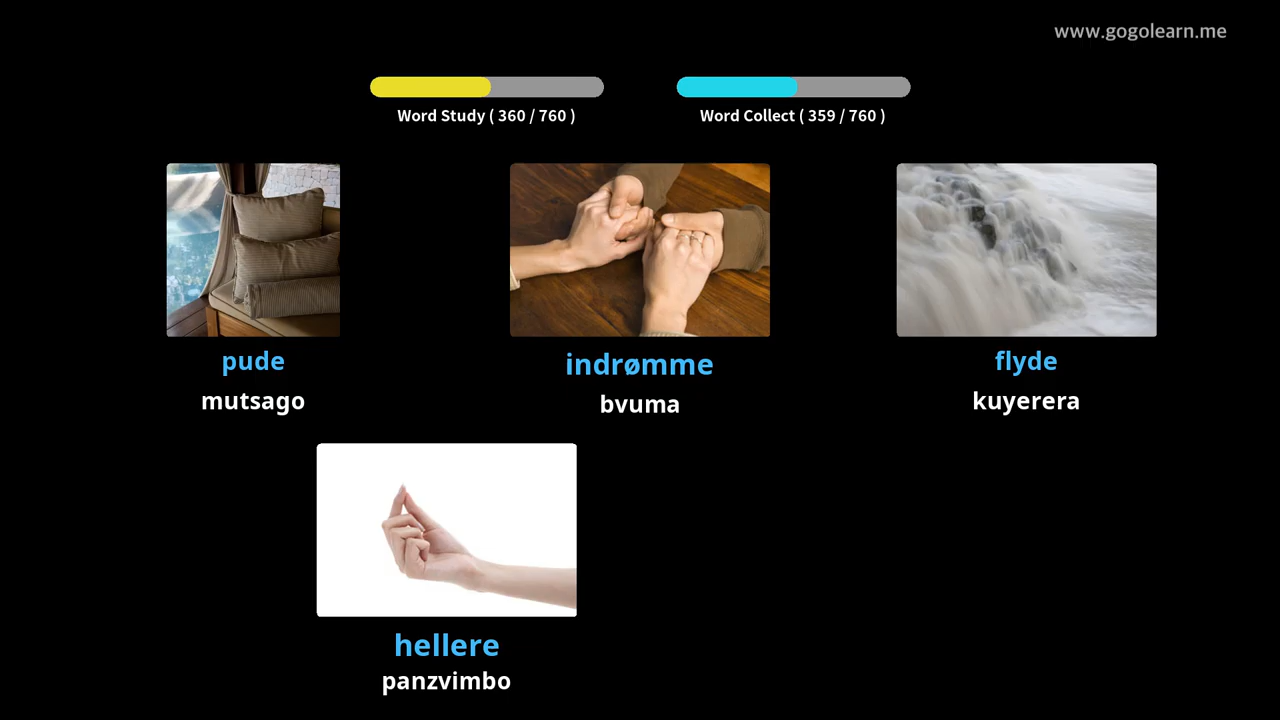 www.gogolearn.me
Word Study ( 360 / 760 )
Word Collect ( 359 / 760 )
pude
mutsago
indrømme
bvuma
flyde
kuyerera
hellere
panzvimbo